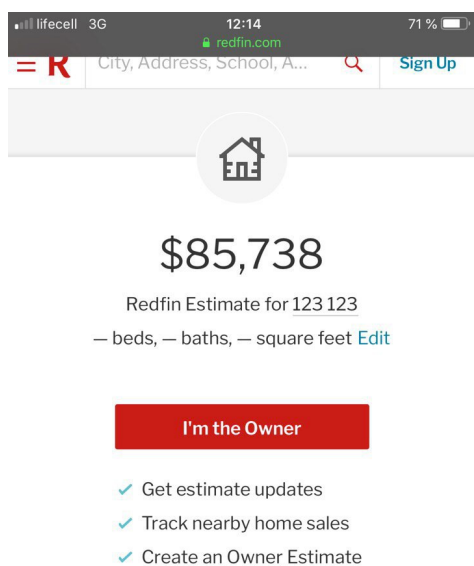 lifecell 3G 12:14 71 %
redfin.com
R City, Address, School, A... Sign Up
$85,738
Redfin Estimate for 123 123
— beds, — baths, — square feet Edit
I'm the Owner
Get estimate updates
Track nearby home sales
Create an Owner Estimate